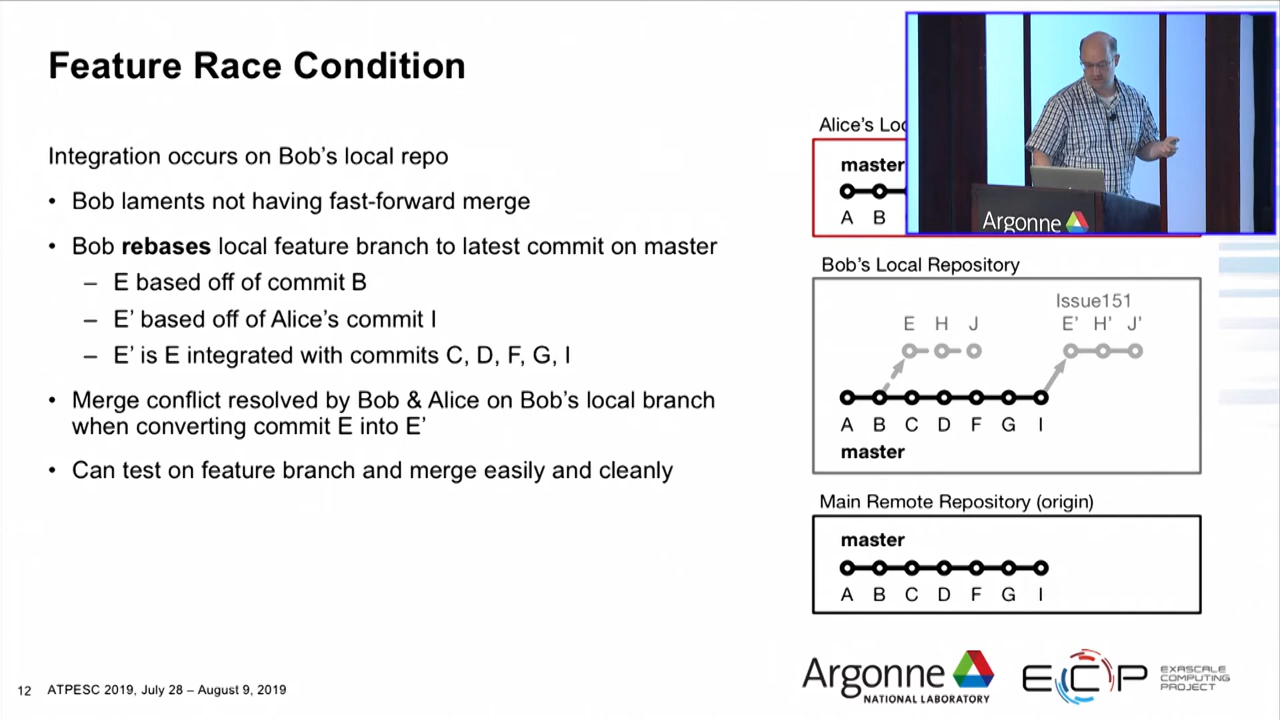 Feature Race Condition
Integration occurs on Bob's local repo
• Bob laments not having fast-forward merge
• Bob rebases local feature branch to latest commit on master
– E based off of commit B
– E’ based off of Alice’s commit I
– E’ is E integrated with commits C, D, F, G, I
• Merge conflict resolved by Bob & Alice on Bob’s local branch
when converting commit E into E’
• Can test on feature branch and merge easily and cleanly
Alice’s Loc
master
A B
Argonne
Bob’s Local Repository
Issue151
E H J E’ H’ J’
A B C D F G I
master
Main Remote Repository (origin)
master
A B C D F G I
12 ATPESC 2019, July 28 – August 9, 2019
Argonne
NATIONAL LABORATORY
ECP
EXASCALE
COMPUTING
PROJECT